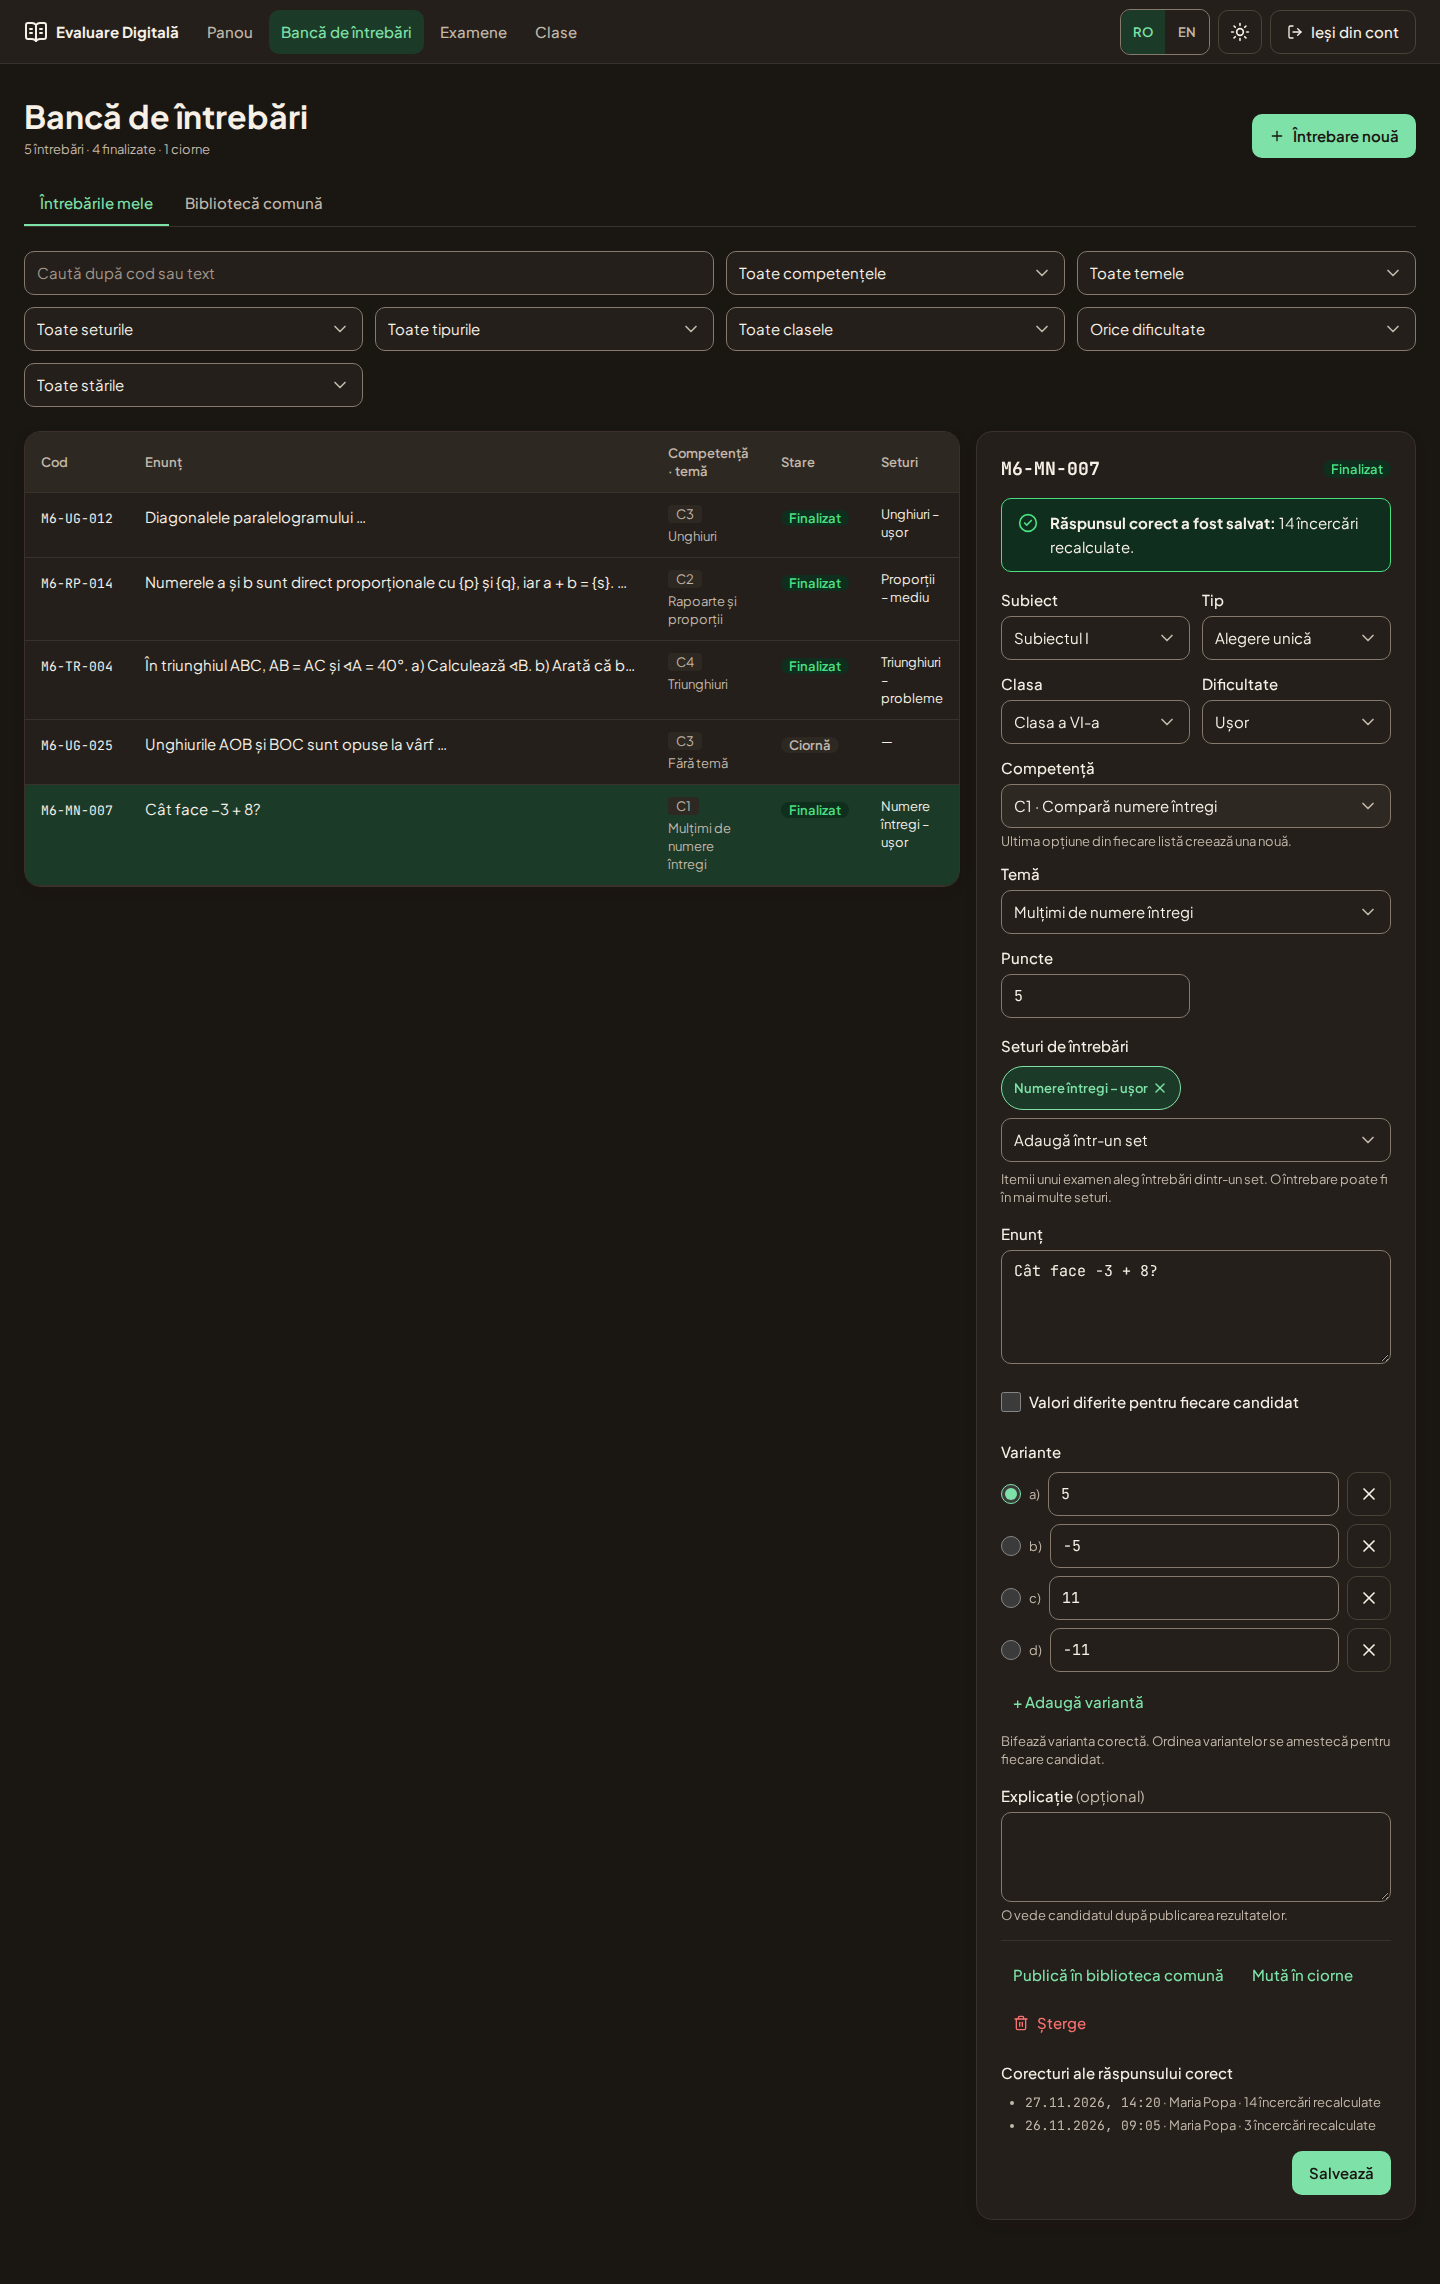 Evaluare Digitală
Panou
Bancă de întrebări
Examene
Clase
RO
EN
Ieși din cont
Bancă de întrebări
5 întrebări · 4 finalizate · 1 ciorne
+ Întrebare nouă
Întrebările mele
Bibliotecă comună
Caută după cod sau text
Toate competențele
Toate temele
Toate seturile
Toate tipurile
Toate clasele
Orice dificultate
Toate stările
Cod
Enunț
Competență
· temă
Stare
Seturi
M6-UG-012
Diagonalele paralelogramului …
C3
Unghiuri
Finalizat
Unghiuri –
ușor
M6-RP-014
Numerele a și b sunt direct proporționale cu {p} și {q}, iar a + b = {s}. …
C2
Rapoarte și
proporții
Finalizat
Proporții
– mediu
M6-TR-004
În triunghiul ABC, AB = AC și ∢A = 40°. a) Calculează ∢B. b) Arată că b…
C4
Triunghiuri
Finalizat
Triunghiuri
–
probleme
M6-UG-025
Unghiurile AOB și BOC sunt opuse la vârf …
C3
Fără temă
Ciornă
—
M6-MN-007
Cât face −3 + 8?
C1
Mulțimi de
numere
întregi
Finalizat
Numere
întregi –
ușor
M6-MN-007
Finalizat
Răspunsul corect a fost salvat: 14 încercări
recalculate.
Subiect
Tip
Subiectul I
Alegere unică
Clasa
Dificultate
Clasa a VI-a
Ușor
Competență
C1 · Compară numere întregi
Ultima opțiune din fiecare listă creează una nouă.
Temă
Mulțimi de numere întregi
Puncte
5
Seturi de întrebări
Numere întregi – ușor
Adaugă într-un set
Itemii unui examen aleg întrebări dintr-un set. O întrebare poate fi
în mai multe seturi.
Enunț
Cât face -3 + 8?
Valori diferite pentru fiecare candidat
Variante
a) 5
b) -5
c) 11
d) -11
+ Adaugă variantă
Bifează varianta corectă. Ordinea variantelor se amestecă pentru
fiecare candidat.
Explicație (opțional)
O vede candidatul după publicarea rezultatelor.
Publică în biblioteca comună
Mută în ciorne
Șterge
Corecturi ale răspunsului corect
• 27.11.2026, 14:20 · Maria Popa · 14 încercări recalculate
• 26.11.2026, 09:05 · Maria Popa · 3 încercări recalculate
Salvează